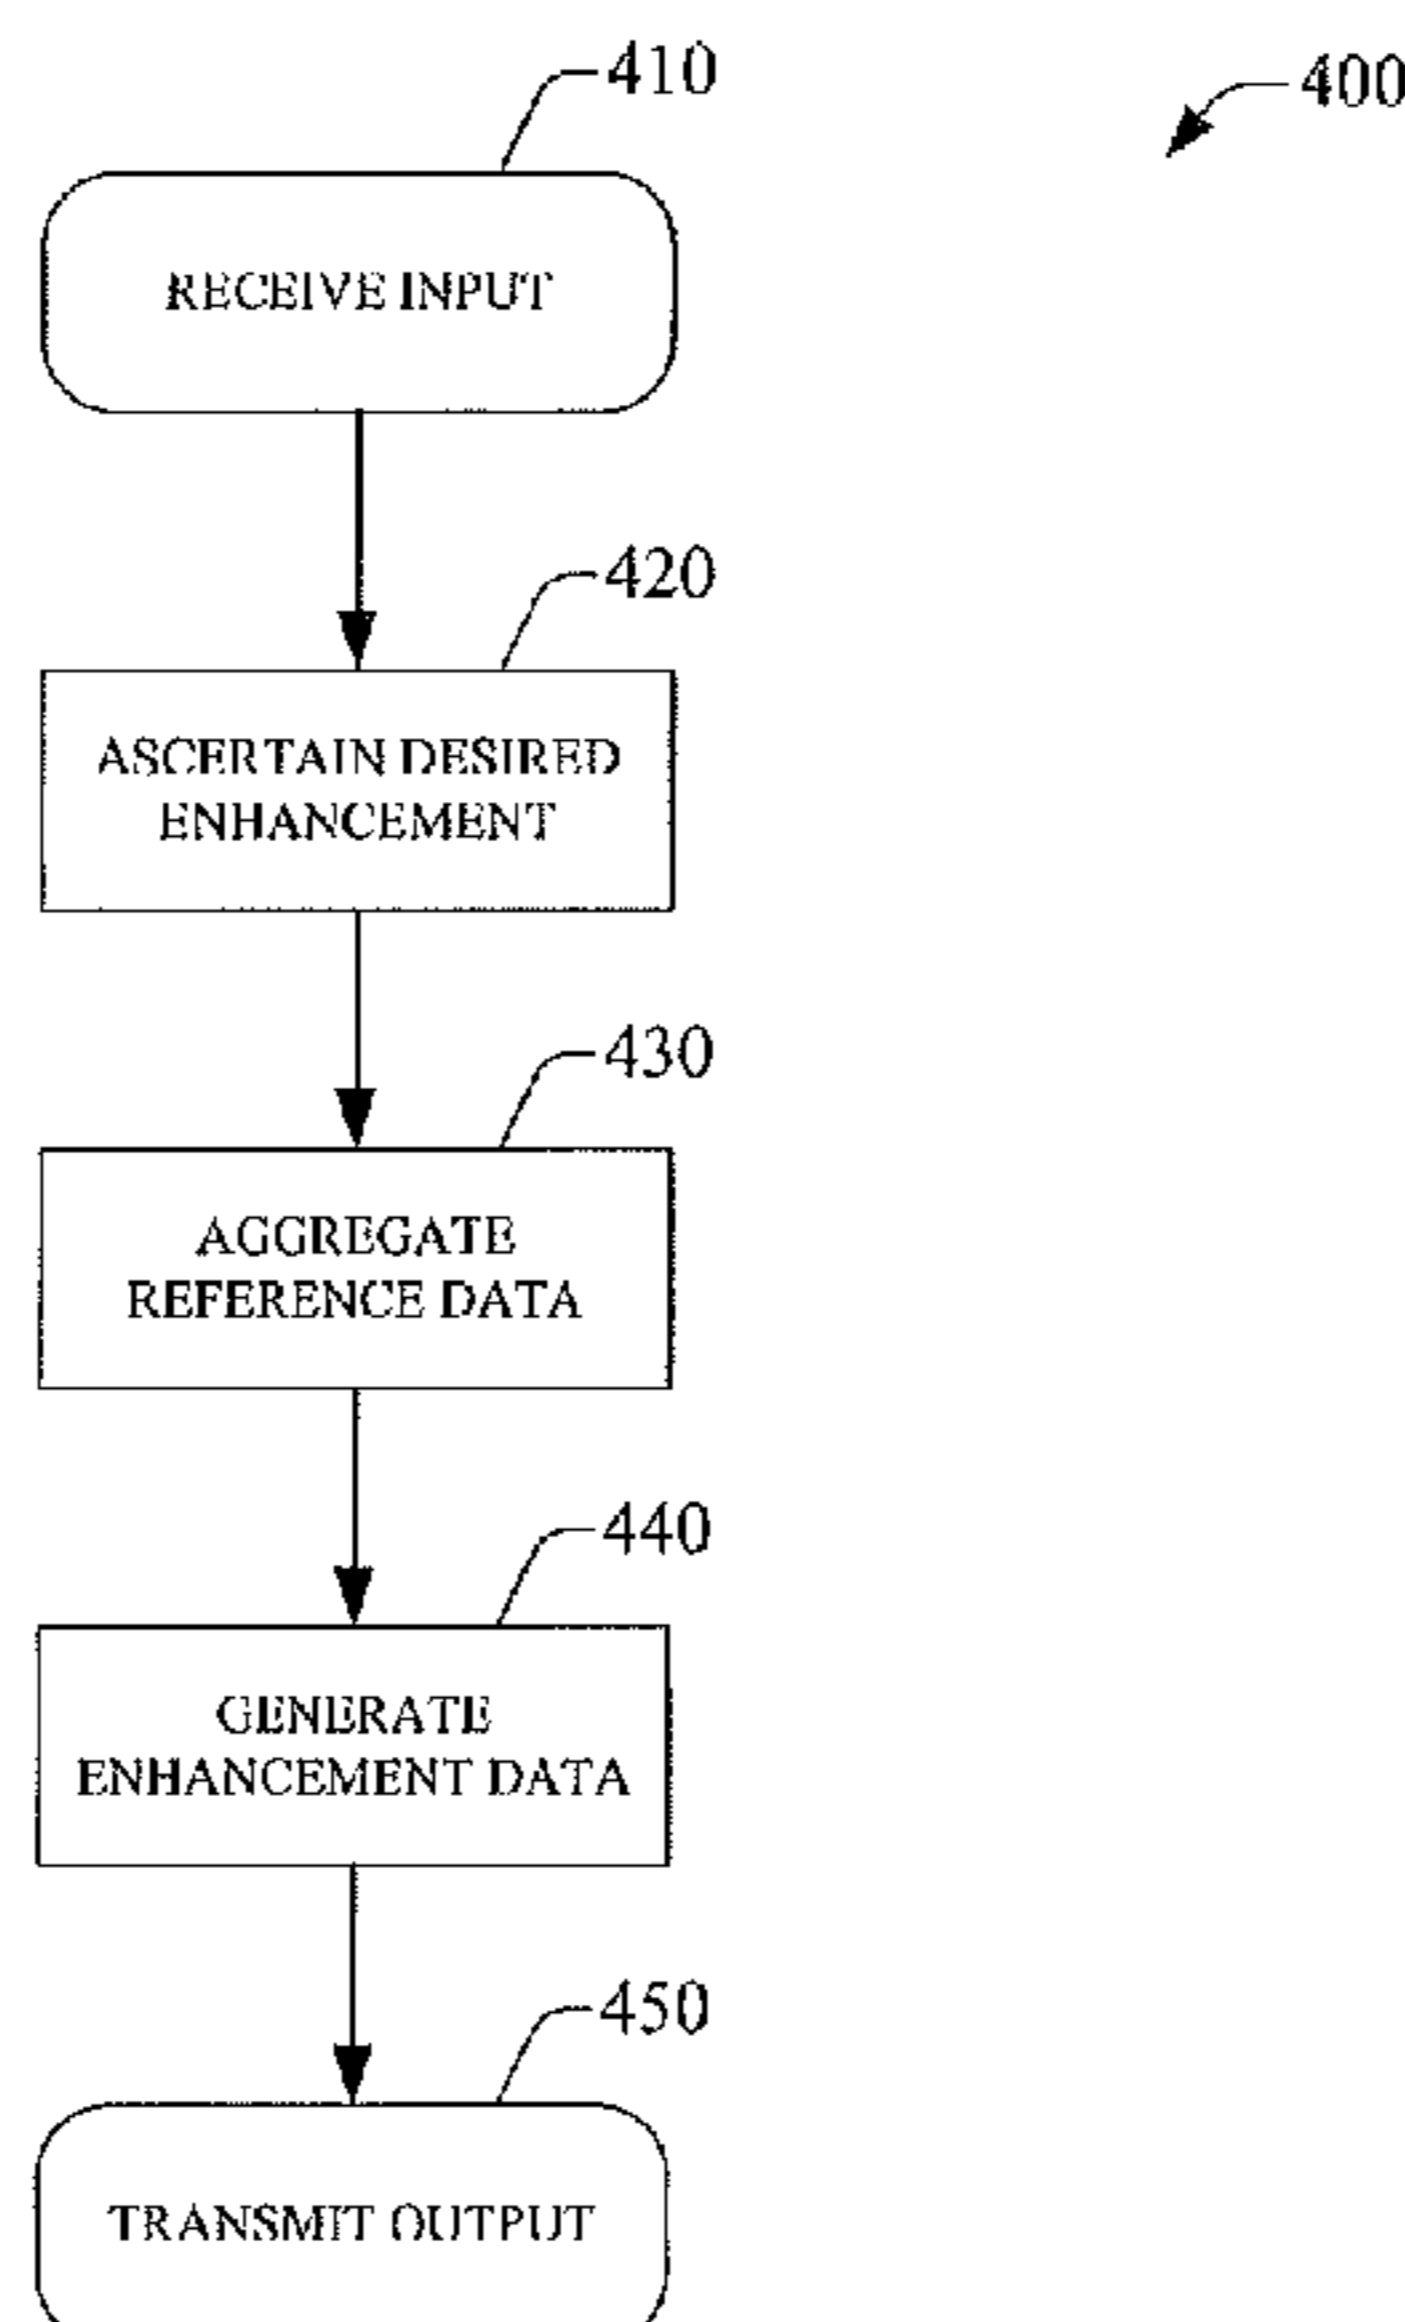 410
400
RECEIVE INPUT
420
ASCERTAIN DESIRED
ENHANCEMENT
430
AGGREGATE
REFERENCE DATA
440
GENERATE
ENHANCEMENT DATA
450
TRANSMIT OUTPUT